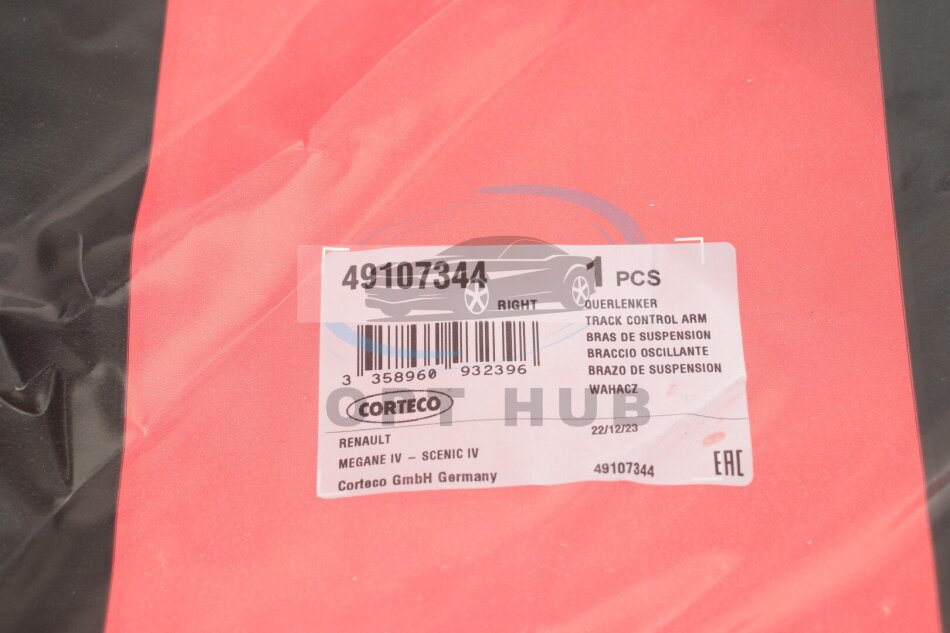 49107344
1 PCS
RIGHT
QUERLENKER
TRACK CONTROL ARM
BRAS DE SUSPENSION
BRACCIO OSCILLANTE
BRAZO DE SUSPENSION
WAHACZ
3 358960 932396
CORTECO
OPT HUB
RENAULT
MEGANE IV - SCENIC IV
Corteco GmbH Germany
22/12/23
49107344
EAC